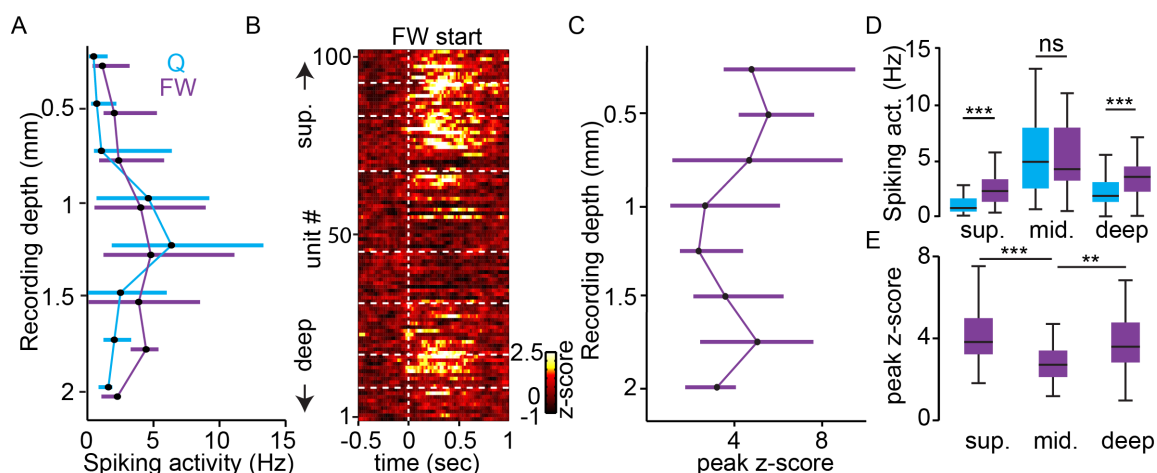 A
Q
FW
0.5
1
1.5
2
Recording depth (mm)
0
5
10
15
Spiking activity (Hz)
B
FW start
100
50
1
sup.
unit #
deep
-0.5
0
0.5
1
time (sec)
2.5
0
-1
z-score
C
0.5
1
1.5
2
Recording depth (mm)
4
8
peak z-score
D
15
10
5
0
Spiking act. (Hz)
***
ns
***
sup.
mid.
deep
E
8
4
0
peak z-score
***
**
sup.
mid.
deep